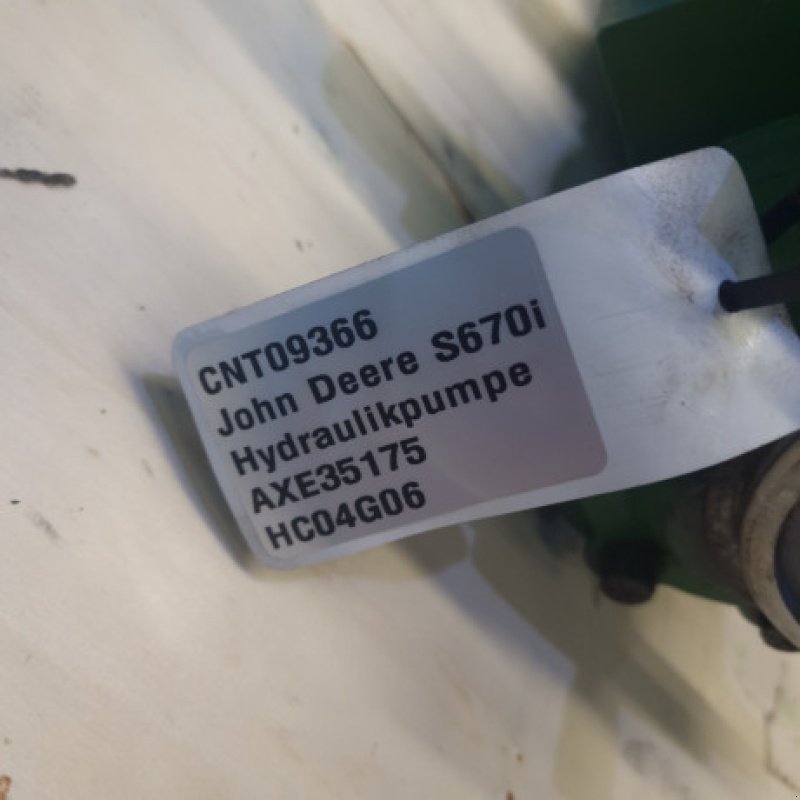 CNT09366
John Deere S670i
Hydraulikpumpe
AXE35175
HC04G06